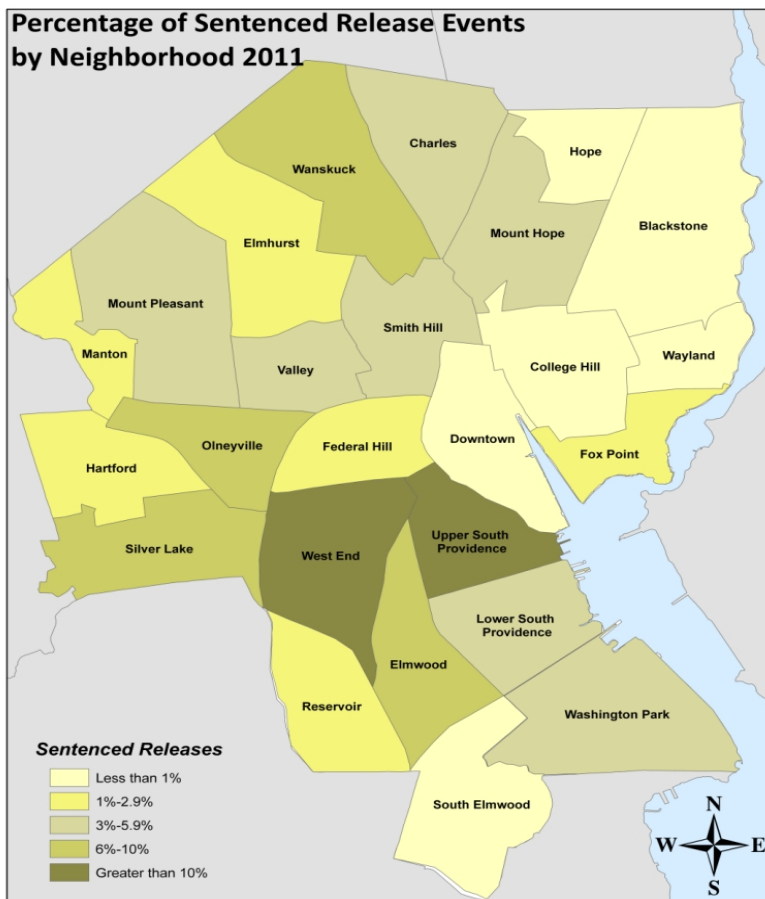 Percentage of Sentenced Release Events
by Neighborhood 2011
Charles
Hope
Wanskuck
Blackstone
Mount Hope
Elmhurst
Mount Pleasant
Smith Hill
Manton
Valley
Wayland
College Hill
Olneyville
Federal Hill
Downtown
Fox Point
Hartford
Silver Lake
West End
Upper South
Providence
Lower South
Providence
Elmwood
Reservoir
Washington Park
South Elmwood
Sentenced Releases
Less than 1%
1%-2.9%
3%-5.9%
6%-10%
Greater than 10%
N
W E
S